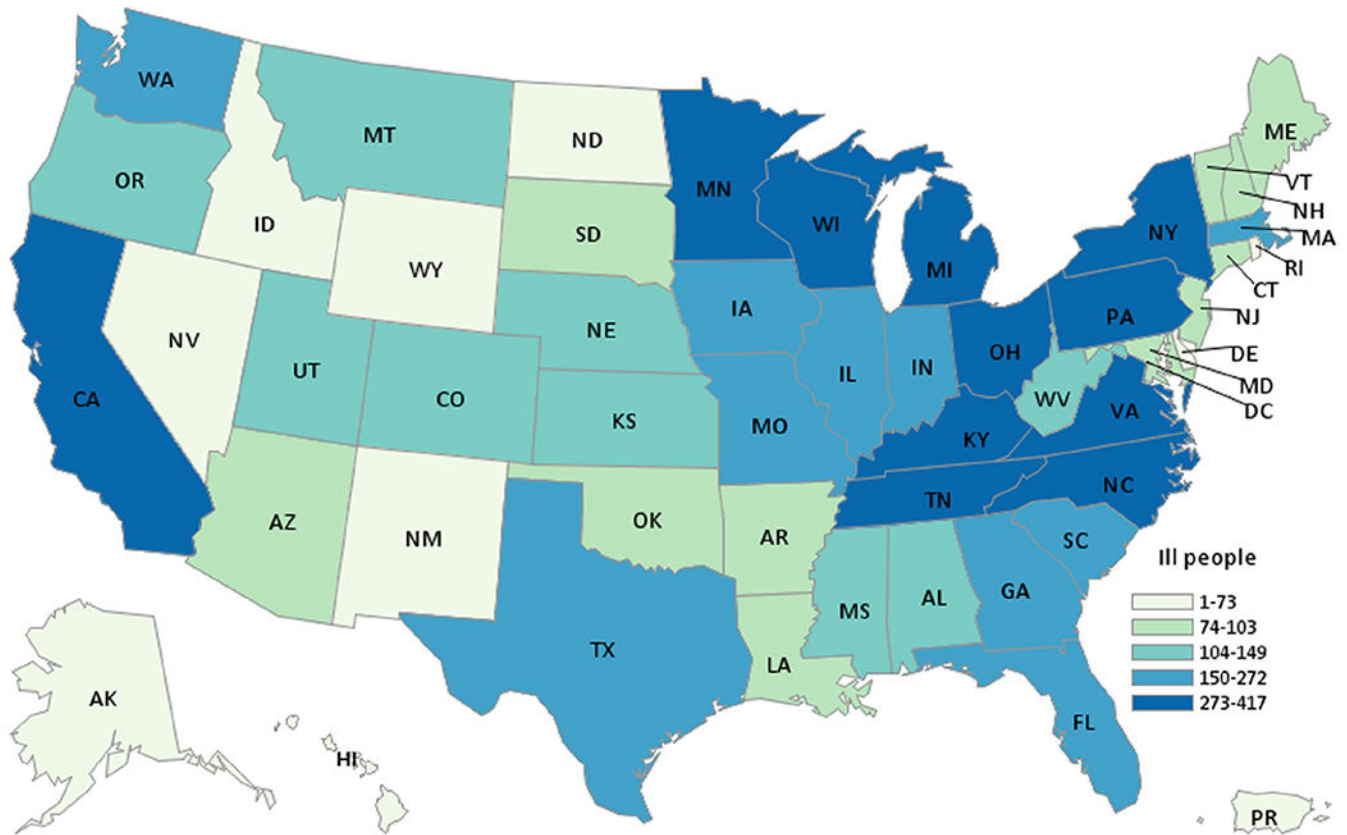 WA
MT
ND
OR
ID
MN
ME
VT
NH
MA
RI
CT
NJ
DE
MD
DC
SD
WI
NY
WY
MI
IA
PA
NE
NV
UT
CO
IL
IN
OH
WV
VA
CA
KS
MO
KY
NC
TN
AZ
NM
OK
AR
SC
MS
AL
GA
TX
LA
FL
AK
HI
PR
Ill people
1-73
74-103
104-149
150-272
273-417